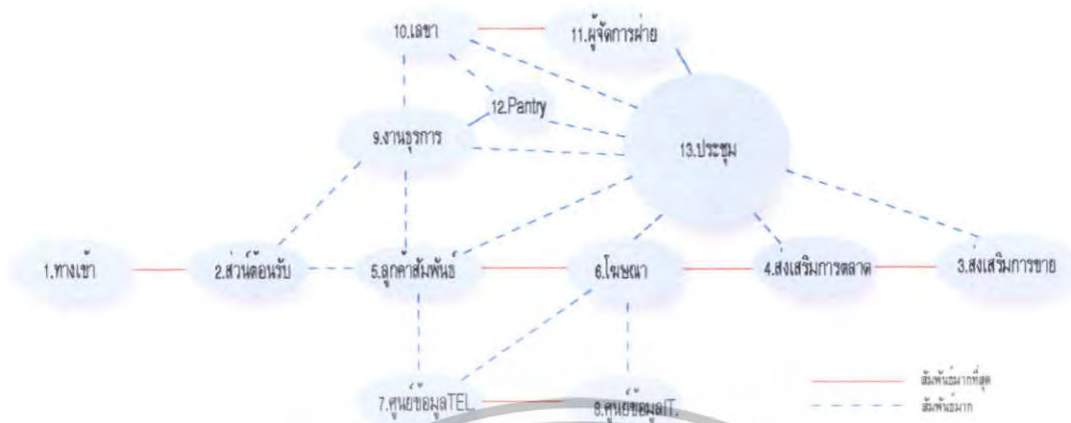 10.เลขา
11.ผู้จัดการฝ่าย
12.Pantry
9.งานธุรการ
13.ประชุม
1.ทางเข้า
2.ส่วนต้อนรับ
5.ลูกค้าสัมพันธ์
6.โฆษณา
4.ส่งเสริมการตลาด
3.ส่งเสริมการขาย
7.ศูนย์ข้อมูลTEL.
8.ศูนย์ข้อมูลIT.
สัมพันธ์มากที่สุด
สัมพันธ์มาก